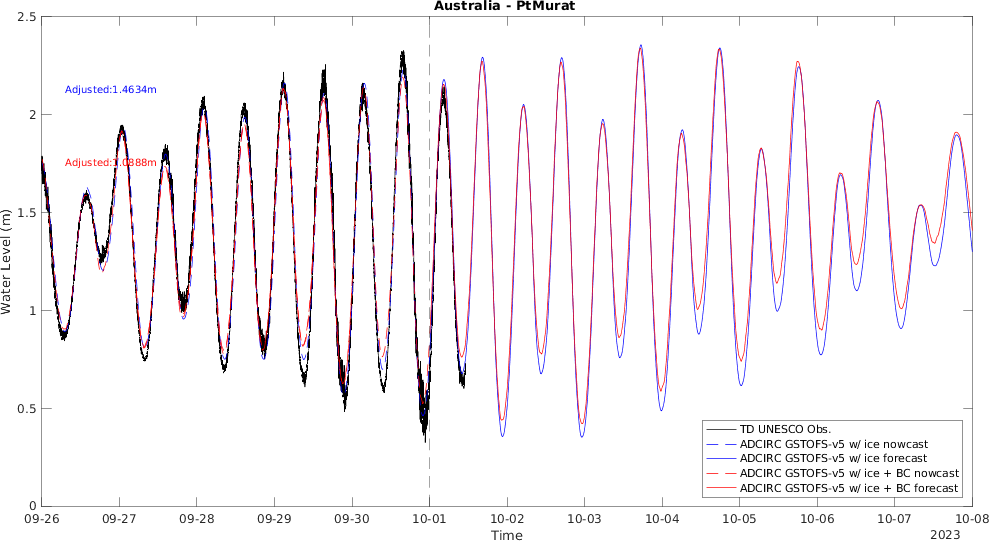 Australia - PtMurat
2.5
2
1.5
1
0.5
0
Water Level (m)
Adjusted:1.4634m
Adjusted:1.0888m
TD UNESCO Obs.
ADCIRC GSTOFS-v5 w/ ice nowcast
ADCIRC GSTOFS-v5 w/ ice forecast
ADCIRC GSTOFS-v5 w/ ice + BC nowcast
ADCIRC GSTOFS-v5 w/ ice + BC forecast
09-26 09-27 09-28 09-29 09-30 10-01 10-02 10-03 10-04 10-05 10-06 10-07 10-08
Time
2023